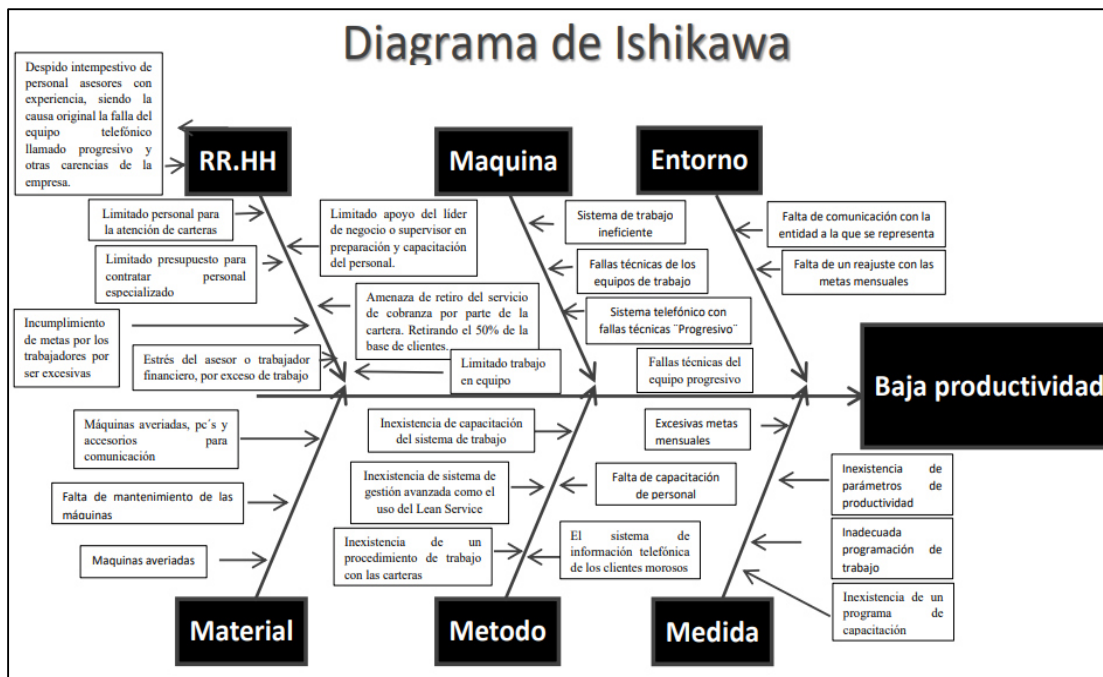 Diagrama de Ishikawa
Despido intempestivo de
personal asesores con
experiencia, siendo la
causa original la falla del
equipo telefónico
llamado progresivo y
otras carencias de la
empresa.
RR.HH
Maquina
Entorno
Limitado personal para
la atención de carteras
Limitado apoyo del líder
de negocio o supervisor en
preparación y capacitación
del personal.
Sistema de trabajo
ineficiente
Falta de comunicación con la
entidad a la que se representa
Limitado presupuesto para
contratar personal
especializado
Fallas técnicas de los
equipos de trabajo
Falta de un reajuste con las
metas mensuales
Incumplimiento
de metas por los
trabajadores por
ser excesivas
Amenaza de retiro del servicio
de cobranza por parte de la
cartera. Retirando el 50% de la
base de clientes.
Sistema telefónico con
fallas técnicas ¨Progresivo¨
Estrés del asesor o trabajador
financiero, por exceso de trabajo
Limitado trabajo
en equipo
Fallas técnicas del
equipo progresivo
Baja productividad
Máquinas averiadas, pc´s y
accesorios para
comunicación
Inexistencia de capacitación
del sistema de trabajo
Excesivas metas
mensuales
Falta de mantenimiento de las
máquinas
Inexistencia de sistema de
gestión avanzada como el
uso del Lean Service
Falta de capacitación
de personal
Inexistencia de
parámetros de
productividad
Maquinas averiadas
Inexistencia de un
procedimiento de trabajo
con las carteras
El sistema de
información telefónica
de los clientes morosos
Inadecuada
programación de
trabajo
Inexistencia de un
programa de
capacitación
Material
Metodo
Medida